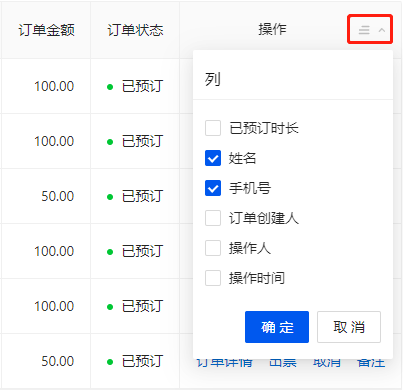 订单金额 订单状态 操作
列
100.00 已预订
已预订时长
100.00 已预订
姓名
50.00 已预订
手机号
订单创建人
100.00 已预订
操作人
操作时间
100.00 已预订
确定 取消
50.00 已预订 订单详情 出票 取消 备注